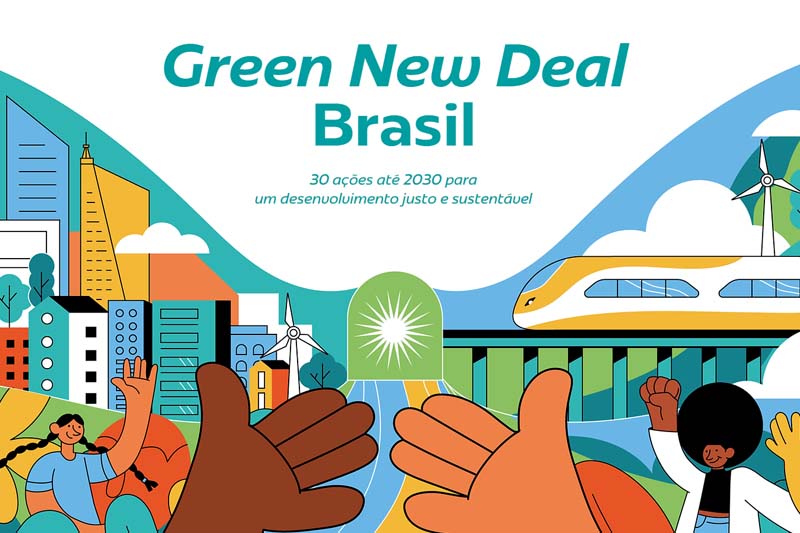 Green New Deal
Brasil
30 ações até 2030 para
um desenvolvimento justo e sustentável